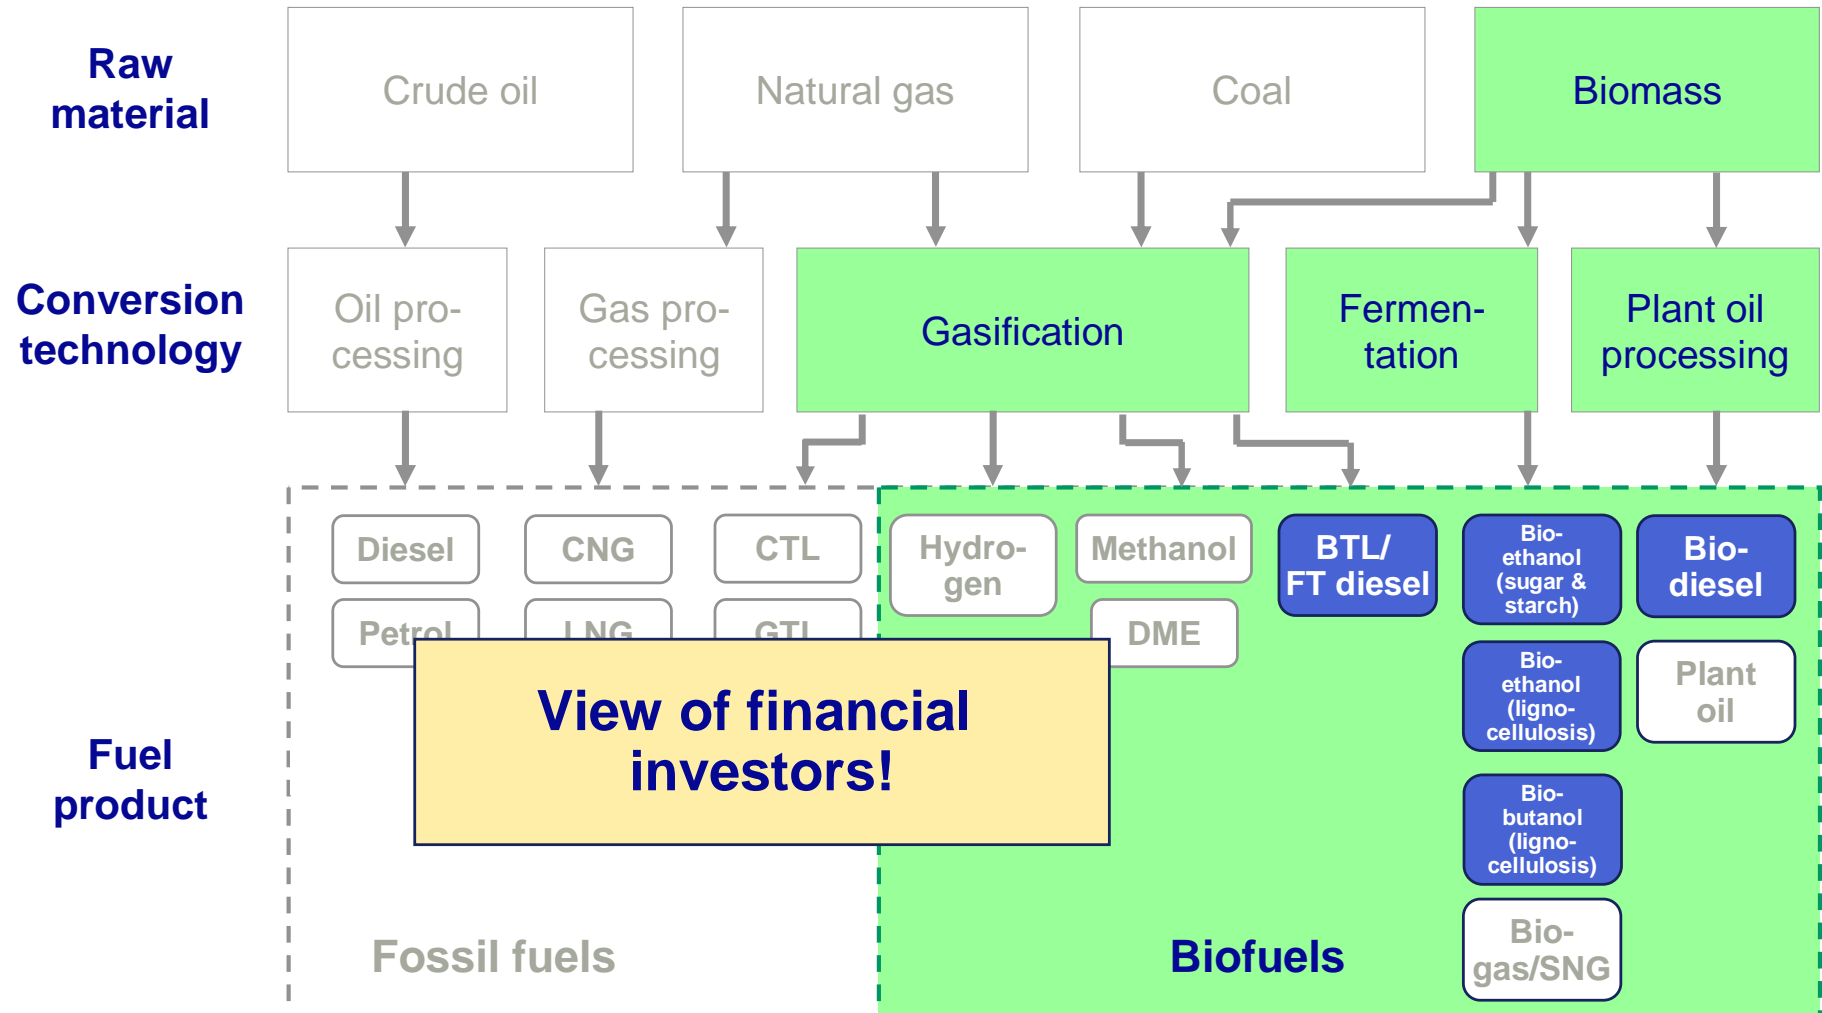 Raw
material
Crude oil
Natural gas
Coal
Biomass
Conversion
technology
Oil pro-
cessing
Gas pro-
cessing
Gasification
Fermen-
tation
Plant oil
processing
Fuel
product
Diesel
CNG
CTL
Hydro-
gen
Methanol
BTL/
FT diesel
Bio-
ethanol
(sugar &
starch)
Bio-
diesel
Petrol
LNG
GTL
DME
Bio-
ethanol
(ligno-
cellulosis)
Plant
oil
View of financial
investors!
Bio-
butanol
(ligno-
cellulosis)
Fossil fuels
Biofuels
Bio-
gas/SNG